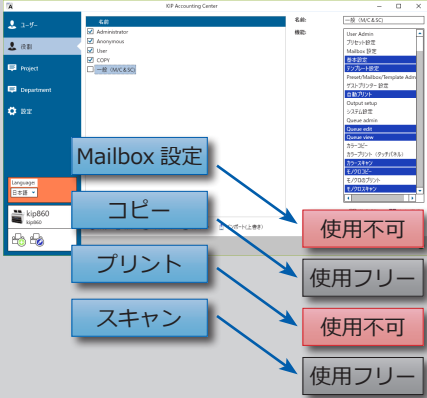 KIP Accounting Center
ユーザー
役割
Project
Department
設定
Language:
日本語
kip860
kip860
名前
Administrator
Anonymous
User
COPY
一般（M/C＆SC)
名前:
一般（M/C＆SC)
機能:
User Admin
プリセット設定
Mailbox 設定
基本設定
テンプレート設定
Preset/Mailbox/Template Adm
ゲストプリンター設定
自動プリント
Output setup
システム設定
Queue admin
Queue edit
Queue view
カラーコピー
カラープリント（タッチパネル)
カラースキャン
モノクロコピー
モノクロプリント
モノクロスキャン
ンポート(上書き)
Mailbox 設定
コピー
プリント
スキャン
使用不可
使用フリー
使用不可
使用フリー